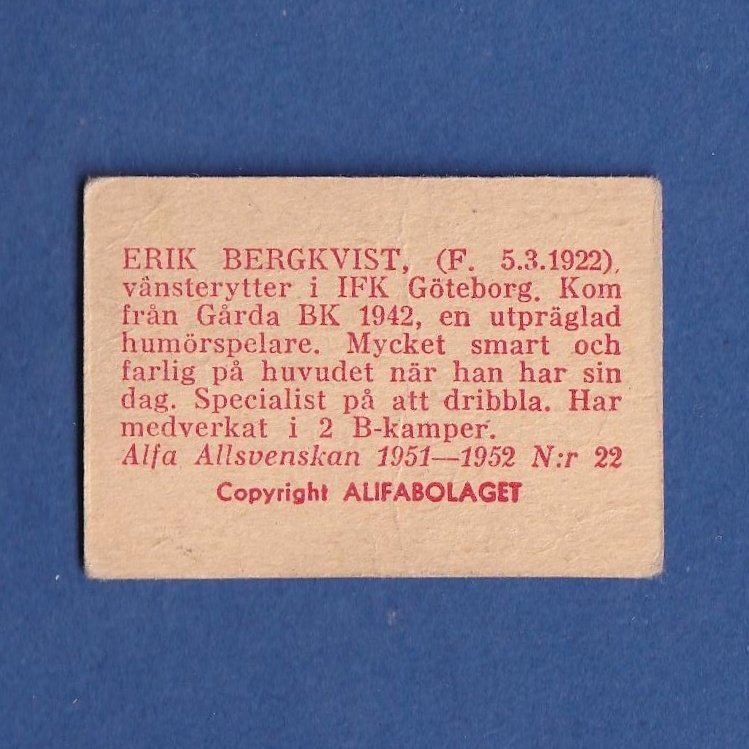 ERIK BERGKVIST, (F. 5.3.1922),
vänsterytter i IFK Göteborg. Kom
från Gårda BK 1942, en utpräglad
humörspelare. Mycket smart och
farlig på huvudet när han har sin
dag. Specialist på att dribbla. Har
medverkat i 2 B-kamper.
Alfa Allsvenskan 1951—1952 N:r 22
Copyright ALIFABOLAGET